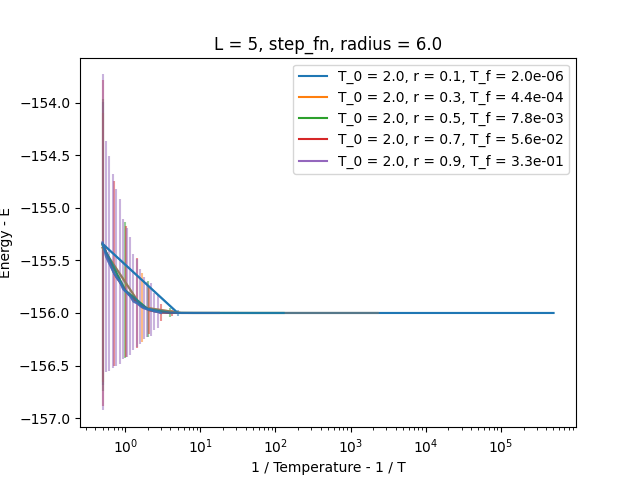 L = 5, step_fn, radius = 6.0
T_0 = 2.0, r = 0.1, T_f = 2.0e-06
T_0 = 2.0, r = 0.3, T_f = 4.4e-04
T_0 = 2.0, r = 0.5, T_f = 7.8e-03
T_0 = 2.0, r = 0.7, T_f = 5.6e-02
T_0 = 2.0, r = 0.9, T_f = 3.3e-01
Energy - E
−154.0
−154.5
−155.0
−155.5
−156.0
−156.5
−157.0
10⁰ 10¹ 10² 10³ 10⁴ 10⁵
1 / Temperature - 1 / T